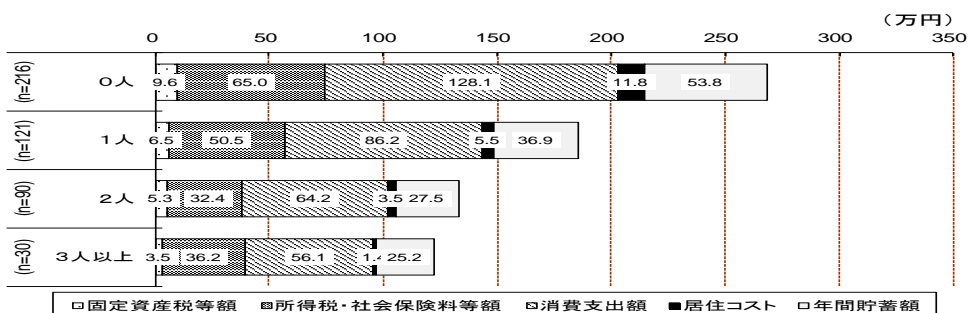 (万円)
0 50 100 150 200 250 300 350
(n=216) 0人 9.6 65.0 128.1 11.8 53.8
(n=121) 1人 6.5 50.5 86.2 5.5 36.9
(n=90) 2人 5.3 32.4 64.2 3.5 27.5
(n=30) 3人以上 3.5 36.2 56.1 1.4 25.2
固定資産税等額 所得税・社会保険料等額 消費支出額 居住コスト 年間貯蓄額